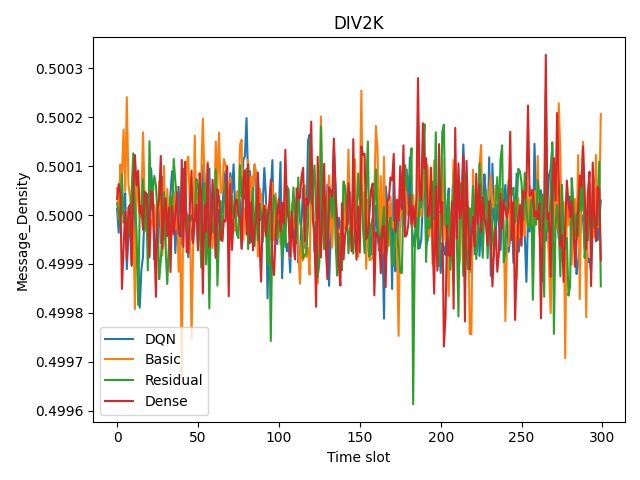 DIV2K
Message_Density
0.5003
0.5002
0.5001
0.5000
0.4999
0.4998
0.4997
0.4996
DQN
Basic
Residual
Dense
0 50 100 150 200 250 300
Time slot